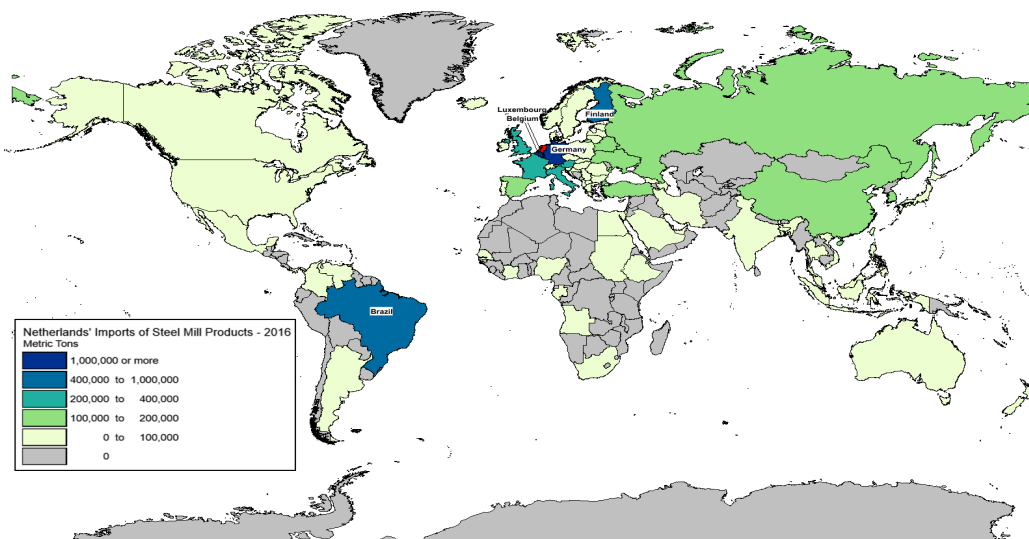 Luxembourg
Belgium
Finland
Germany
Brazil
Netherlands' Imports of Steel Mill Products - 2016
Metric Tons
1,000,000 or more
400,000 to 1,000,000
200,000 to 400,000
100,000 to 200,000
0 to 100,000
0